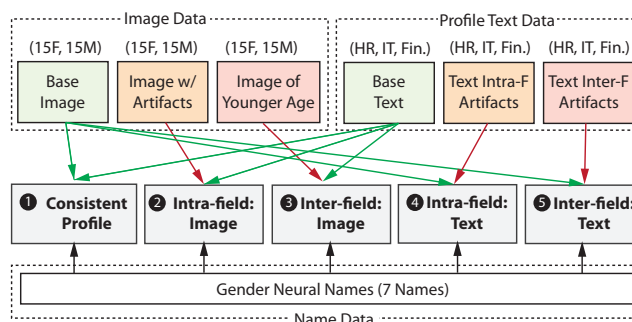 Image Data
Profile Text Data
(15F, 15M)
(15F, 15M)
(15F, 15M)
(HR, IT, Fin.)
(HR, IT, Fin.)
(HR, IT, Fin.)
Base
Image
Image w/
Artifacts
Image of
Younger Age
Base
Text
Text Intra-F
Artifacts
Text Inter-F
Artifacts
❶ Consistent
Profile
❷ Intra-field:
Image
❸ Inter-field:
Image
❹ Intra-field:
Text
❺ Inter-field:
Text
Gender Neural Names (7 Names)
Name Data